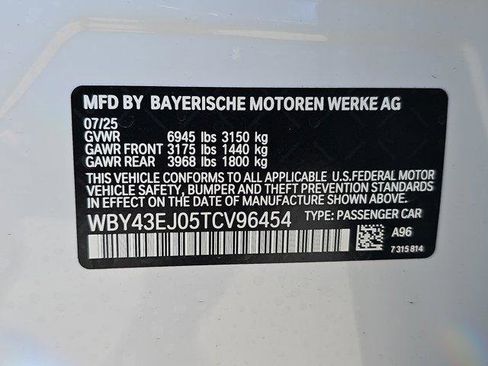 MFD BY BAYERISCHE MOTOREN WERKE AG
07/25
GVWR 6945 lbs 3150 kg
GAWR FRONT 3175 lbs 1440 kg
GAWR REAR 3968 lbs 1800 kg
THIS VEHICLE CONFORMS TO ALL APPLICABLE U.S.FEDERAL MOTOR
VEHICLE SAFETY, BUMPER AND THEFT PREVENTION STANDARDS
IN EFFECT ON THE DATE OF MANUFACTURE SHOWN ABOVE.
WBY43EJ05TCV96454 TYPE: PASSENGER CAR
A96
7 315 814